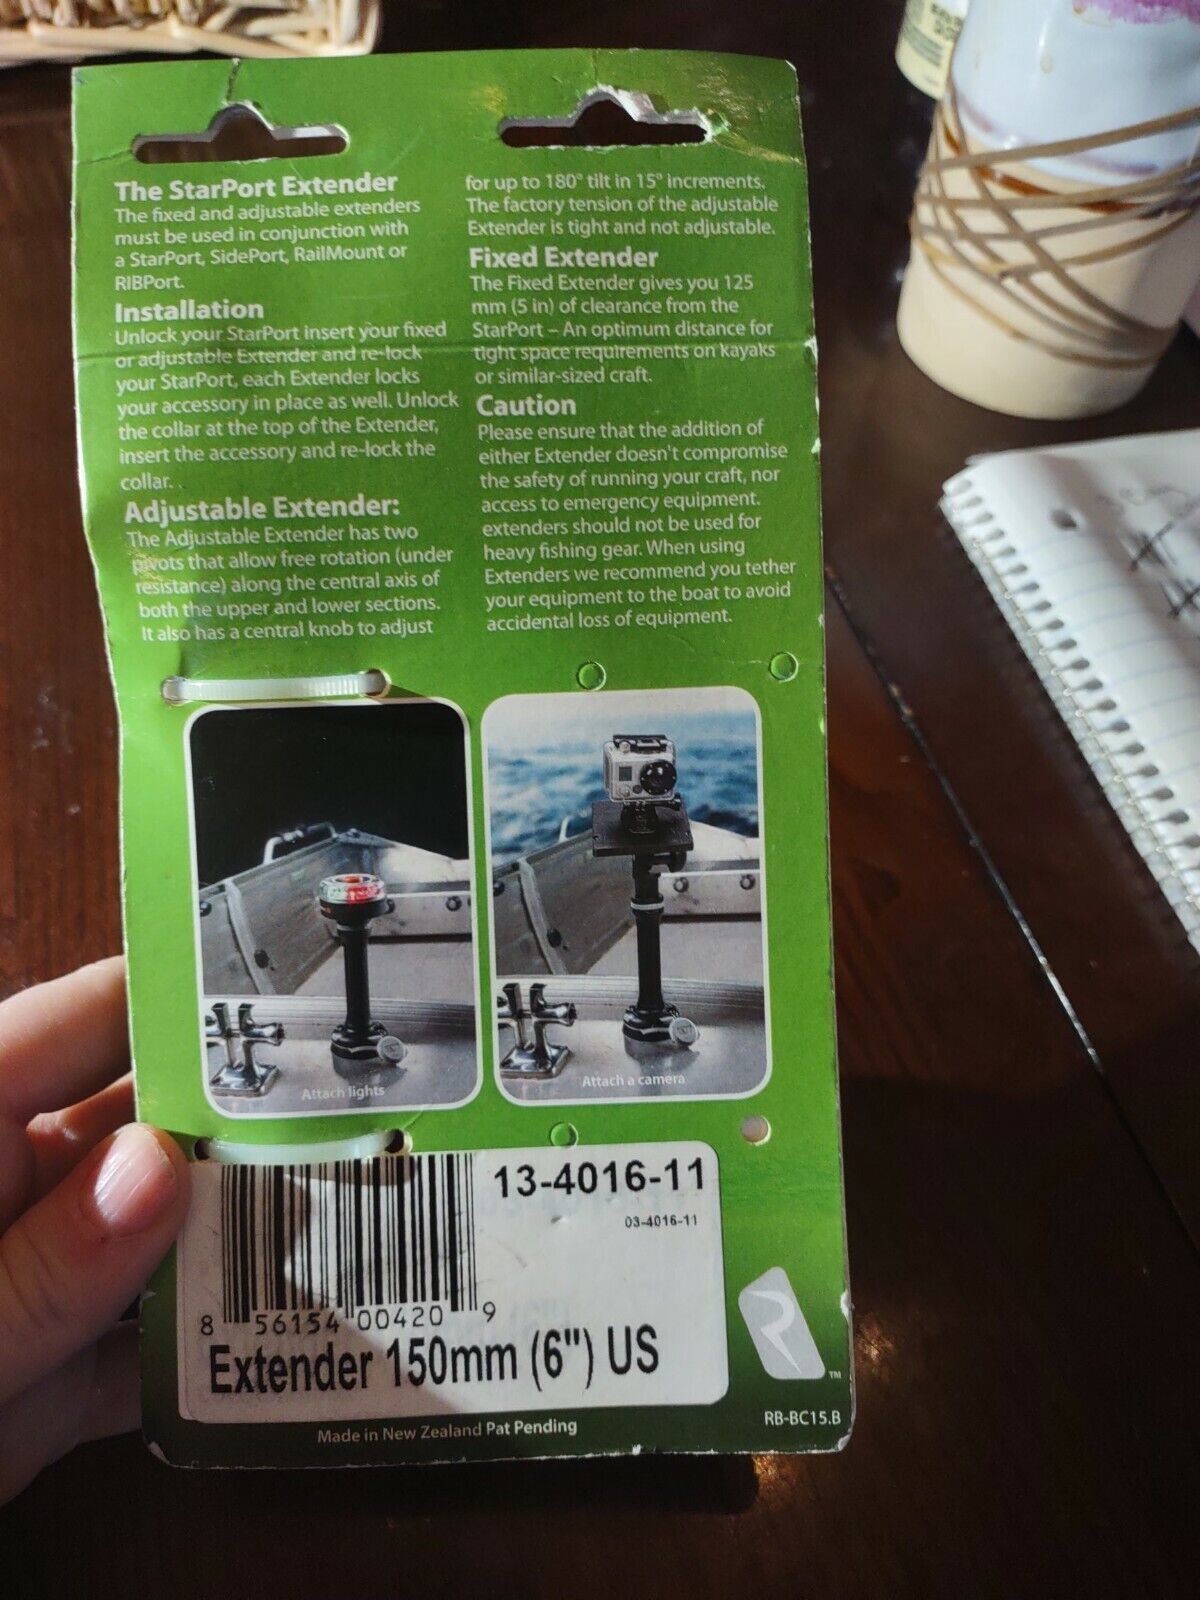 The StarPort Extender
The fixed and adjustable extenders
must be used in conjunction with
a StarPort, SidePort, RailMount or
RIBPort.
Installation
Unlock your StarPort insert your fixed
or adjustable Extender and re-lock
your StarPort, each Extender locks
your accessory in place as well. Unlock
the collar at the top of the Extender,
insert the accessory and re-lock the
collar. .
Adjustable Extender:
The Adjustable Extender has two
pivots that allow free rotation (under
resistance) along the central axis of
both the upper and lower sections.
It also has a central knob to adjust
for up to 180° tilt in 15° increments.
The factory tension of the adjustable
Extender is tight and not adjustable.
Fixed Extender
The Fixed Extender gives you 125
mm (5 in) of clearance from the
StarPort – An optimum distance for
tight space requirements on kayaks
or similar-sized craft.
Caution
Please ensure that the addition of
either Extender doesn't compromise
the safety of running your craft, nor
access to emergency equipment.
extenders should not be used for
heavy fishing gear. When using
Extenders we recommend you tether
your equipment to the boat to avoid
accidental loss of equipment.
Attach lights
Attach a camera
13-4016-11
03-4016-11
8 56154 00420 9
Extender 150mm (6") US
R
TM
RB-BC15.B
Made in New Zealand Pat Pending